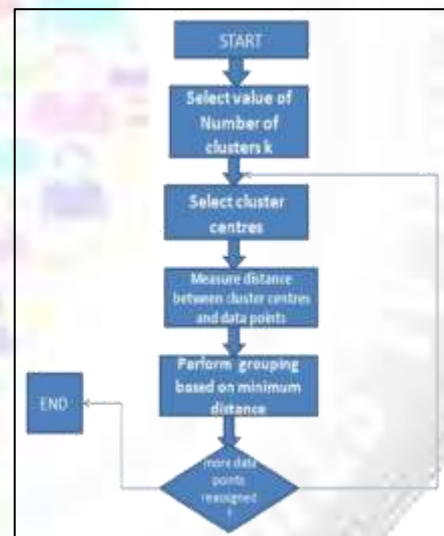 START
Select value of
Number of
clusters k
Select cluster
centres
Measure distance
between cluster centres
and data points
Perform grouping
based on minimum
distance
END
more data
points
reassigned
?